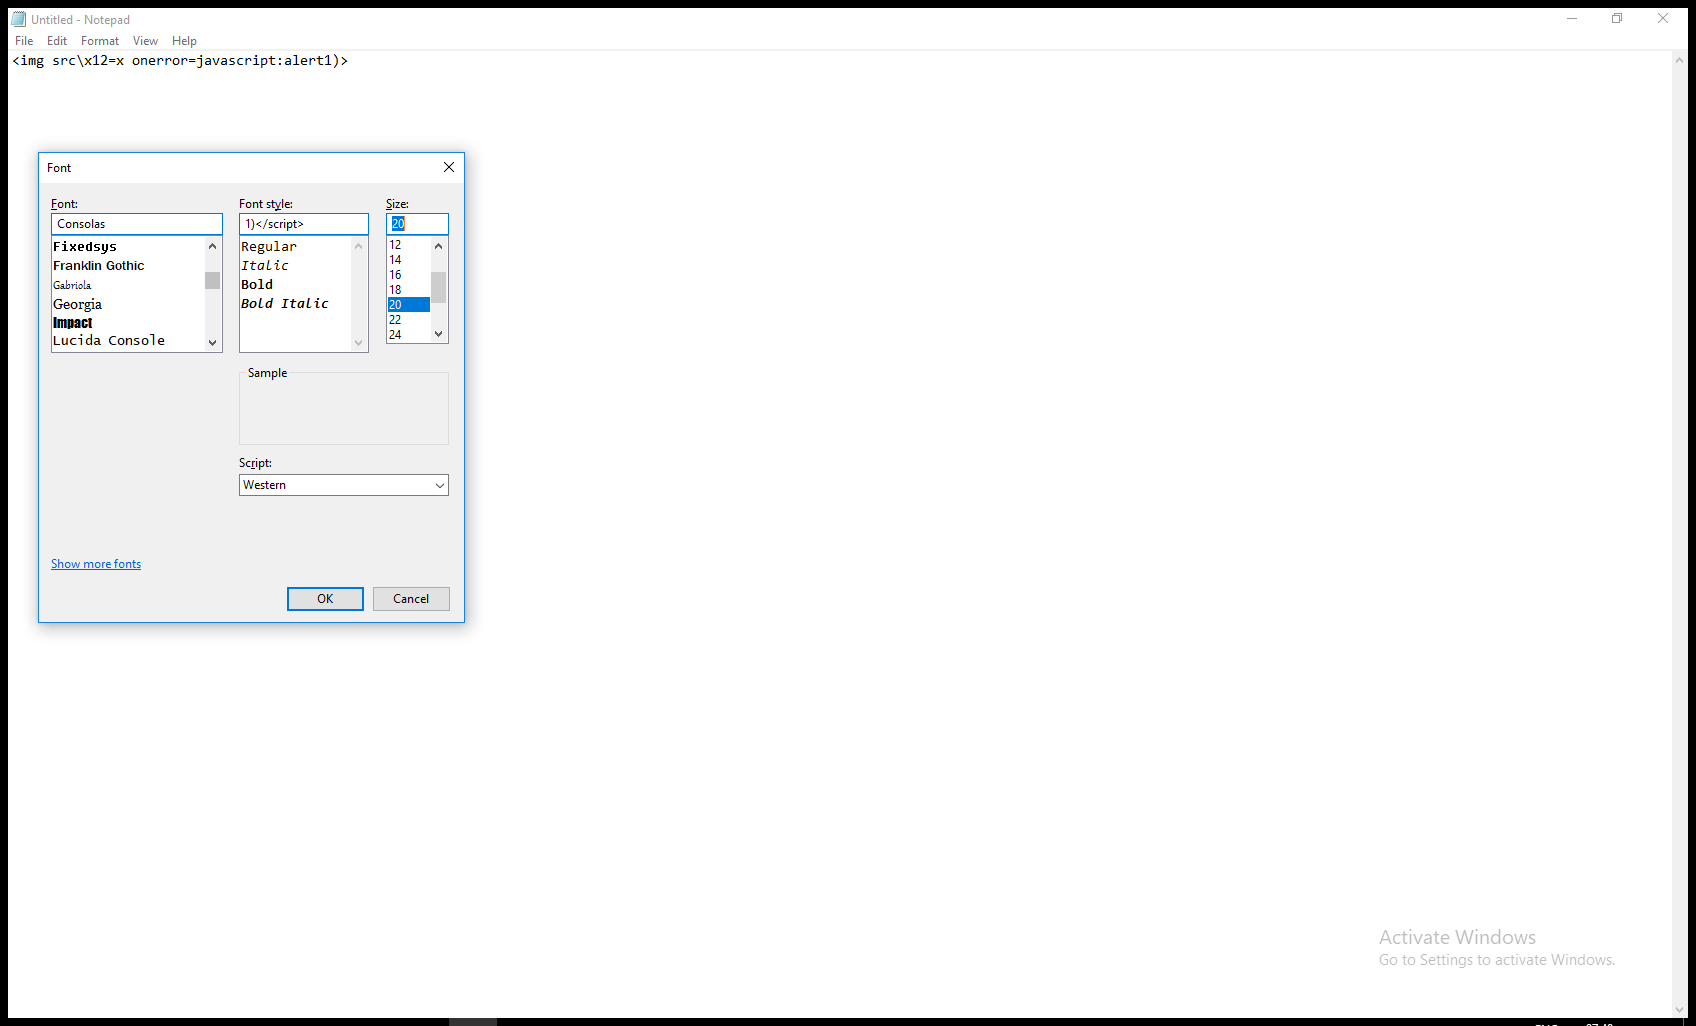 Untitled - Notepad
File Edit Format View Help
<img src\x12=x onerror=javascript:alert1)>
Font
Font: Font style: Size:
Consolas 1)</script> 20
Fixedsys
Franklin Gothic
Gabriola
Georgia
Impact
Lucida Console
Regular
Italic
Bold
Bold Italic
12
14
16
18
20
22
24
Sample
Script:
Western
Show more fonts
OK Cancel
Activate Windows
Go to Settings to activate Windows.